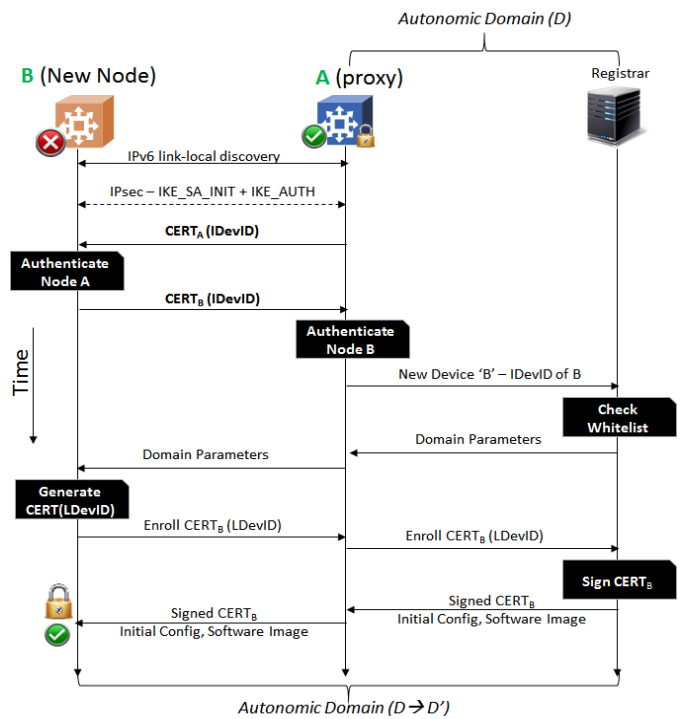 Autonomic Domain (D)
B (New Node)
A (proxy)
Registrar
IPv6 link-local discovery
IPsec – IKE_SA_INIT + IKE_AUTH
CERTA (IDevID)
Authenticate
Node A
CERTB (IDevID)
Authenticate
Node B
Time
New Device ‘B’ – IDevID of B
Check
Whitelist
Domain Parameters
Domain Parameters
Generate
CERT(LDevID)
Enroll CERTB (LDevID)
Enroll CERTB (LDevID)
Sign CERTB
Signed CERTB
Initial Config, Software Image
Signed CERTB
Initial Config, Software Image
Autonomic Domain (D→ D’)